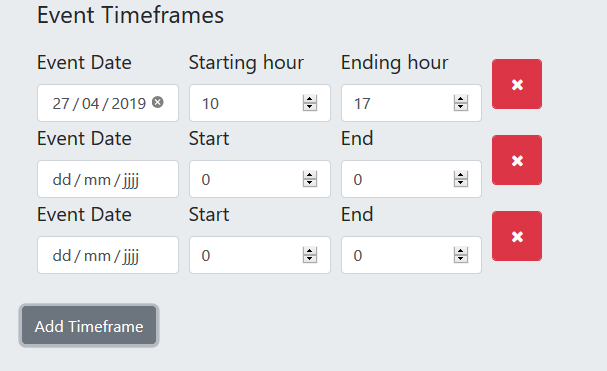 Event Timeframes
Event Date Starting hour Ending hour
27 / 04 / 2019 10 17
Event Date Start End
dd / mm / jjjj 0 0
Event Date Start End
dd / mm / jjjj 0 0
Add Timeframe